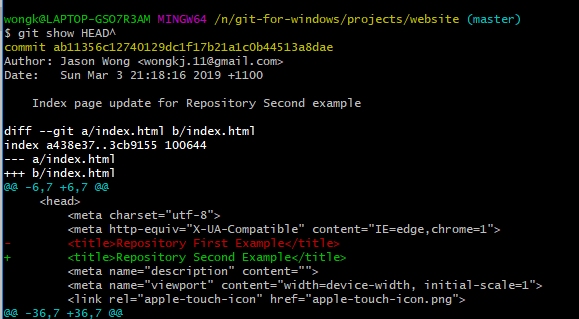 wongk@LAPTOP-GSO7R3AM MINGW64 /n/git-for-windows/projects/website (master)
$ git show HEAD^
commit ab11356c12740129dc1f17b21a1c0b44513a8dae
Author: Jason Wong <wongkj.11@gmail.com>
Date:   Sun Mar 3 21:18:16 2019 +1100

    Index page update for Repository Second example

diff --git a/index.html b/index.html
index a438e37..3cb9155 100644
--- a/index.html
+++ b/index.html
@@ -6,7 +6,7 @@
     <head>
         <meta charset="utf-8">
         <meta http-equiv="X-UA-Compatible" content="IE=edge,chrome=1">
-        <title>Repository First Example</title>
+        <title>Repository Second Example</title>
         <meta name="description" content="">
         <meta name="viewport" content="width=device-width, initial-scale=1">
         <link rel="apple-touch-icon" href="apple-touch-icon.png">
@@ -36,7 +36,7 @@